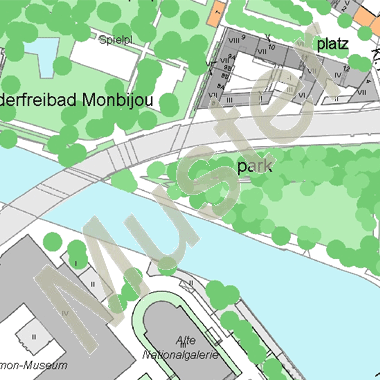 Spielpl
platz
derfreibad Monbijou
park
Muster
Alte
Nationalgalerie
mon-Museum